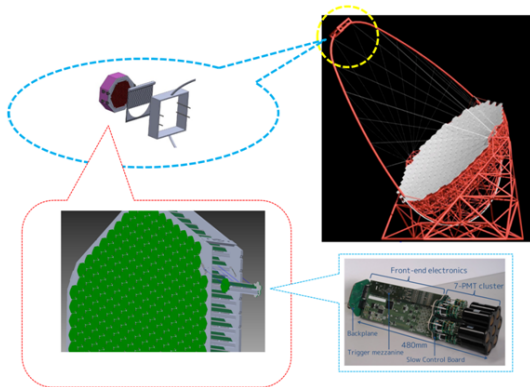 Front-end electronics
7-PMT cluster
Backplane
480mm
Trigger mezzanine
Slow Control Board